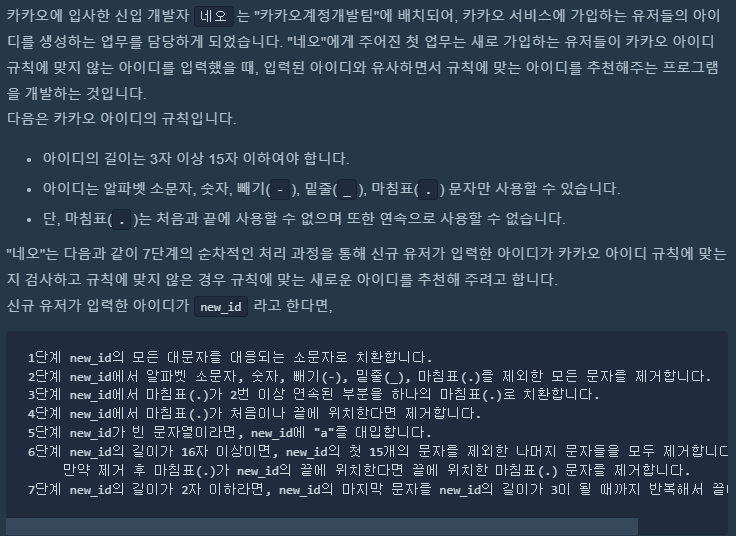 카카오에 입사한 신입 개발자 네오 는 "카카오계정개발팀"에 배치되어, 카카오 서비스에 가입하는 유저들의 아이
디를 생성하는 업무를 담당하게 되었습니다. "네오"에게 주어진 첫 업무는 새로 가입하는 유저들이 카카오 아이디
규칙에 맞지 않는 아이디를 입력했을 때, 입력된 아이디와 유사하면서 규칙에 맞는 아이디를 추천해주는 프로그램
을 개발하는 것입니다.
다음은 카카오 아이디의 규칙입니다.
• 아이디의 길이는 3자 이상 15자 이하여야 합니다.
• 아이디는 알파벳 소문자, 숫자, 빼기( - ), 밑줄( _ ), 마침표( . ) 문자만 사용할 수 있습니다.
• 단, 마침표( . )는 처음과 끝에 사용할 수 없으며 또한 연속으로 사용할 수 없습니다.
"네오"는 다음과 같이 7단계의 순차적인 처리 과정을 통해 신규 유저가 입력한 아이디가 카카오 아이디 규칙에 맞는
지 검사하고 규칙에 맞지 않은 경우 규칙에 맞는 새로운 아이디를 추천해 주려고 합니다.
신규 유저가 입력한 아이디가 new_id 라고 한다면,
1단계 new_id의 모든 대문자를 대응되는 소문자로 치환합니다.
2단계 new_id에서 알파벳 소문자, 숫자, 빼기(-), 밑줄(_), 마침표(.)를 제외한 모든 문자를 제거합니다.
3단계 new_id에서 마침표(.)가 2번 이상 연속된 부분을 하나의 마침표(.)로 치환합니다.
4단계 new_id에서 마침표(.)가 처음이나 끝에 위치한다면 제거합니다.
5단계 new_id가 빈 문자열이라면, new_id에 "a"를 대입합니다.
6단계 new_id의 길이가 16자 이상이면, new_id의 첫 15개의 문자를 제외한 나머지 문자들을 모두 제거합니다
만약 제거 후 마침표(.)가 new_id의 끝에 위치한다면 끝에 위치한 마침표(.) 문자를 제거합니다.
7단계 new_id의 길이가 2자 이하라면, new_id의 마지막 문자를 new_id의 길이가 3이 될 때까지 반복해서 끝